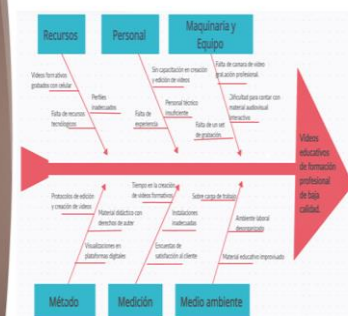 Recursos
Personal
Maquinaria y
Equipo
Videos formativos
grabados con celular
Falta de recursos
tecnológicos
Perfiles
inadecuados
Sin capacitación en creación
y edición de videos
Falta de
experiencia
Personal técnico
insuficiente
Falta de camara de video
grabación profesional.
Dificultad para contar con
material audiovisual
interactivo
Falta de un set
de grabación.
Videos
educativos
de formación
profesional
de baja
calidad.
Protocolos de edición
y creación de videos
Material didáctico con
derechos de autor
Visualizaciones en
plataformas digitales
Tiempo en la creación
de videos formativos
Instalaciones
inadecuadas
Encuestas de
satisfacción al cliente
Sobre carga de trabajo
Ambiente laboral
desorganizado
Material educativo improvisado
Método
Medición
Medio ambiente